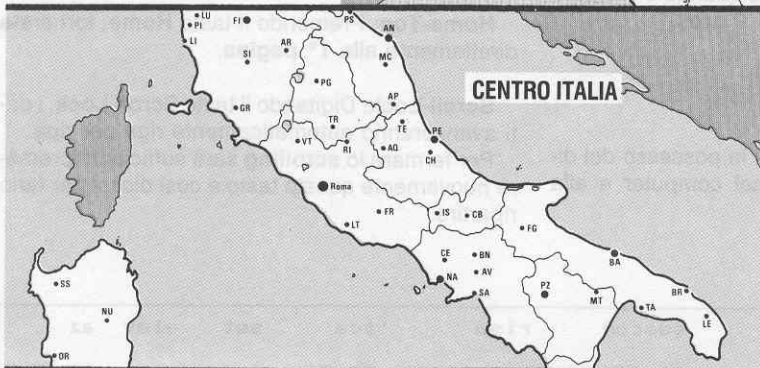 LU
PI
FI
PS
AN
LI
AR
MC
SI
PG
CENTRO ITALIA
GR
AP
TR
TE
VT
RI
AQ
PE
CH
Roma
LT
FR
IS
CB
FG
CE
BN
BA
SS
NA
AV
SA
PZ
MT
TA
BR
LE
NU
OR